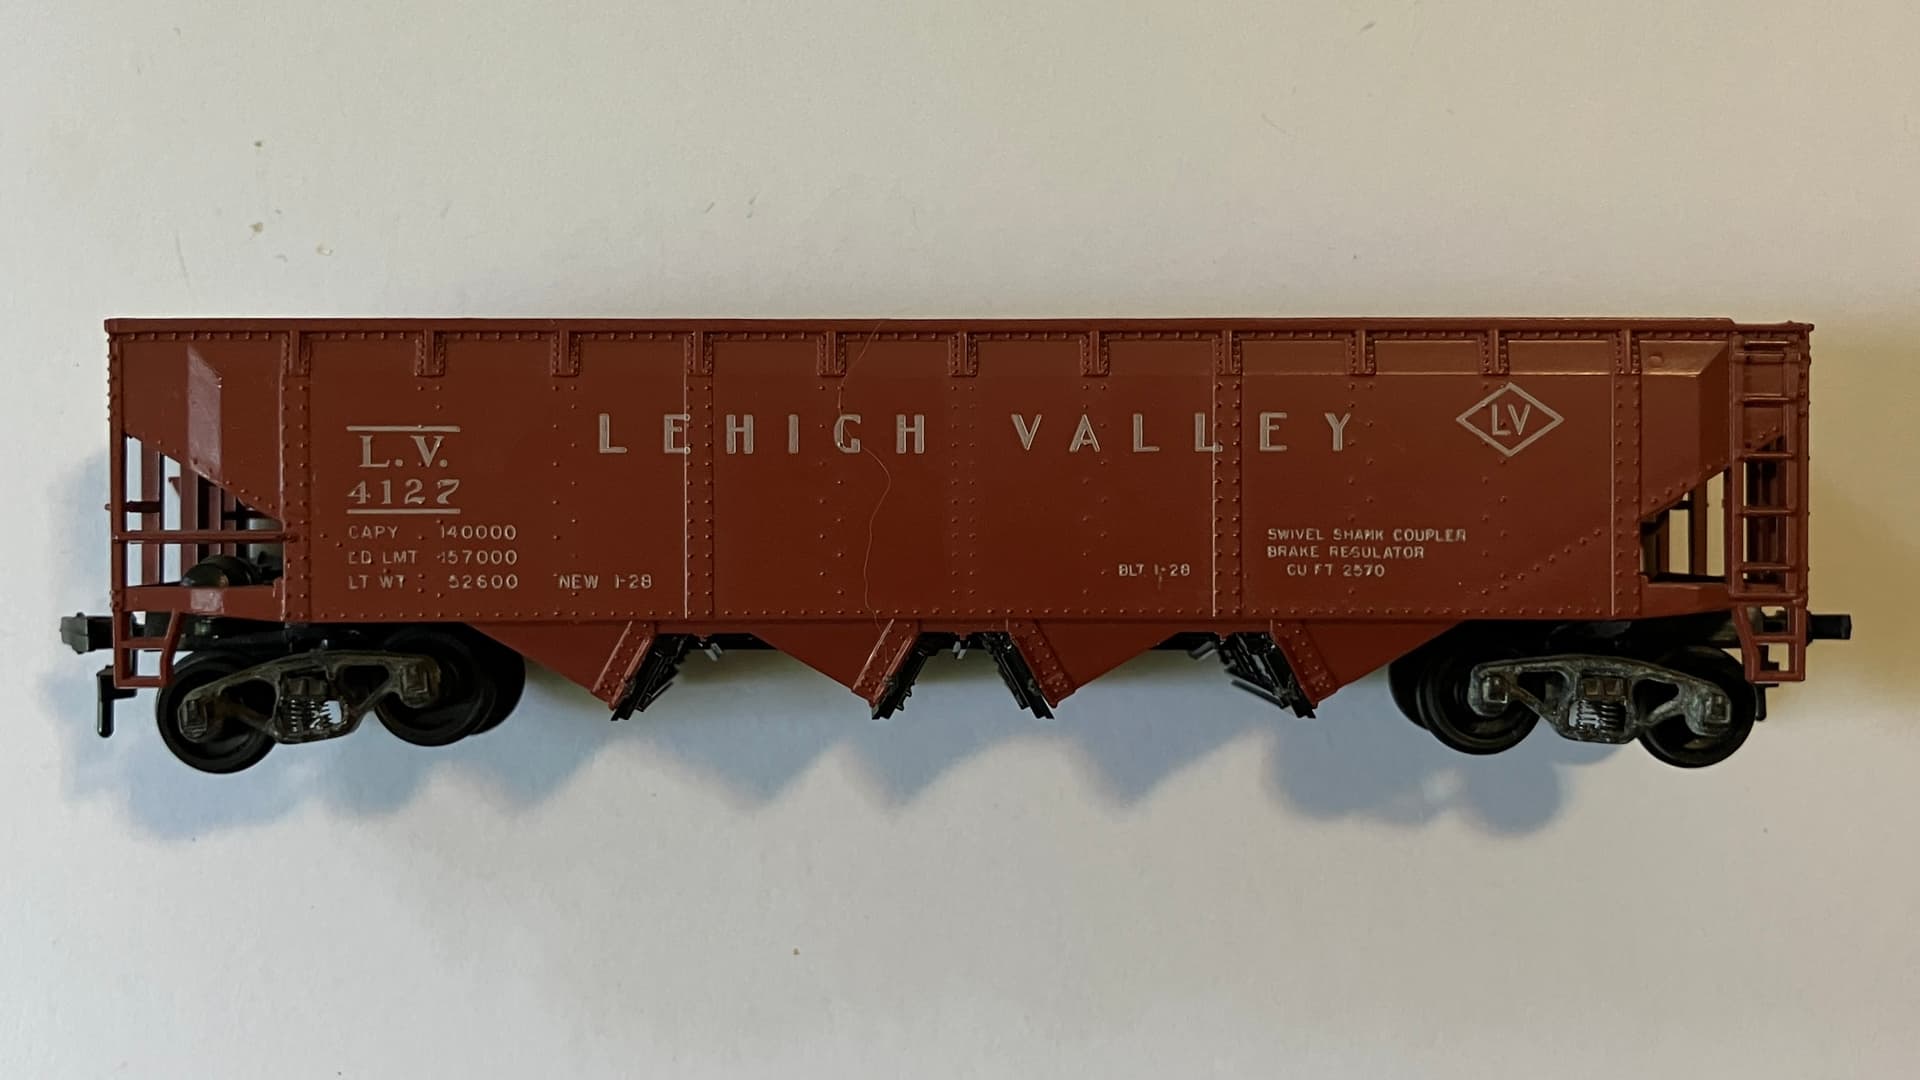 LEHIGH VALLEY
LV
L.V.
4127
CAPY 140000
LD LMT 157000
LT WT 52600 NEW 1-28
BLT. 1-28
SWIVEL SHANK COUPLER
BRAKE REGULATOR
CU FT 2570